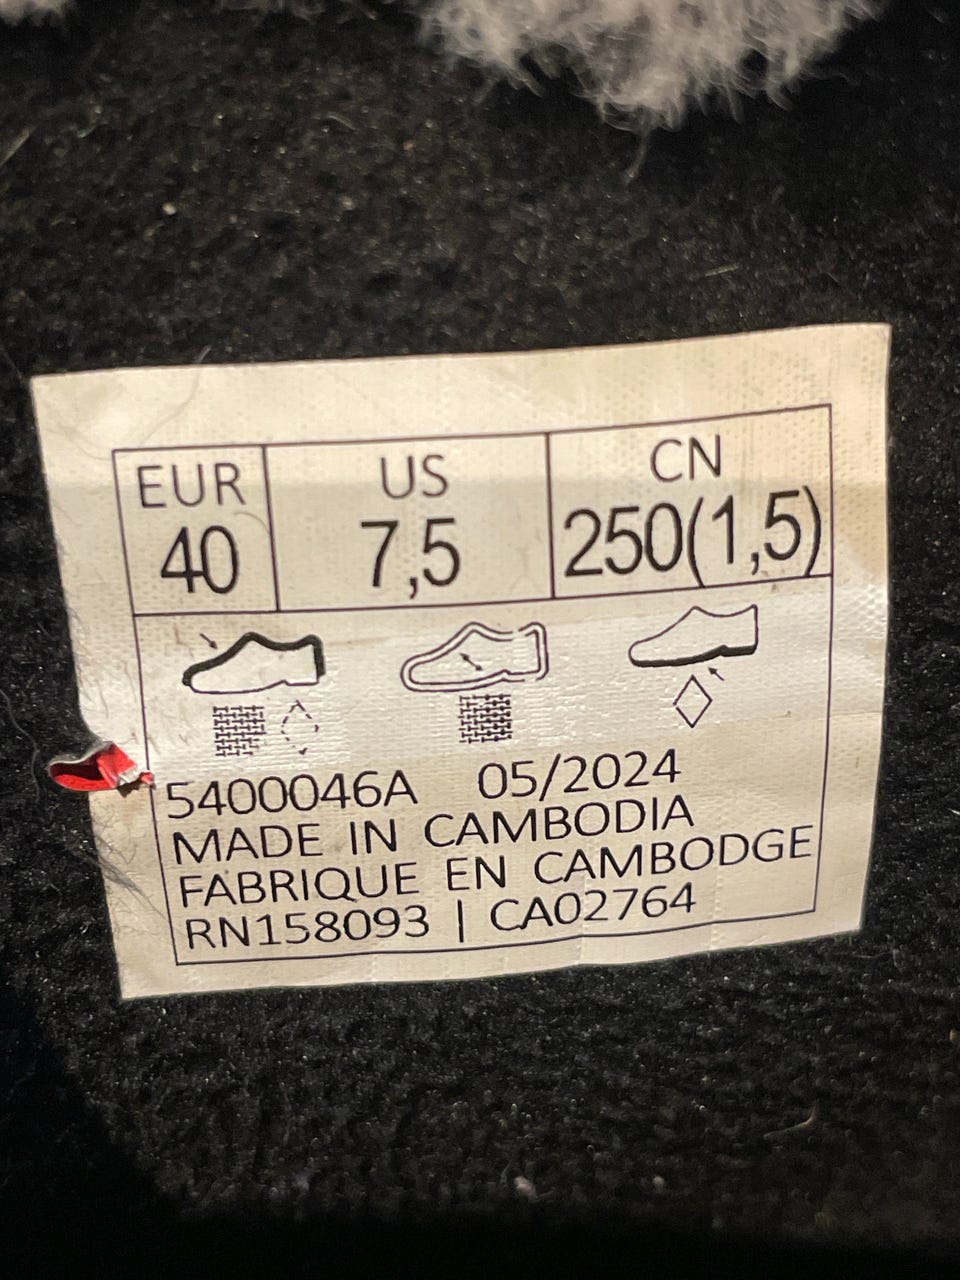 EUR US CN
40 7,5 250(1,5)
5400046A 05/2024
MADE IN CAMBODIA
FABRIQUE EN CAMBODGE
RN158093 | CA02764